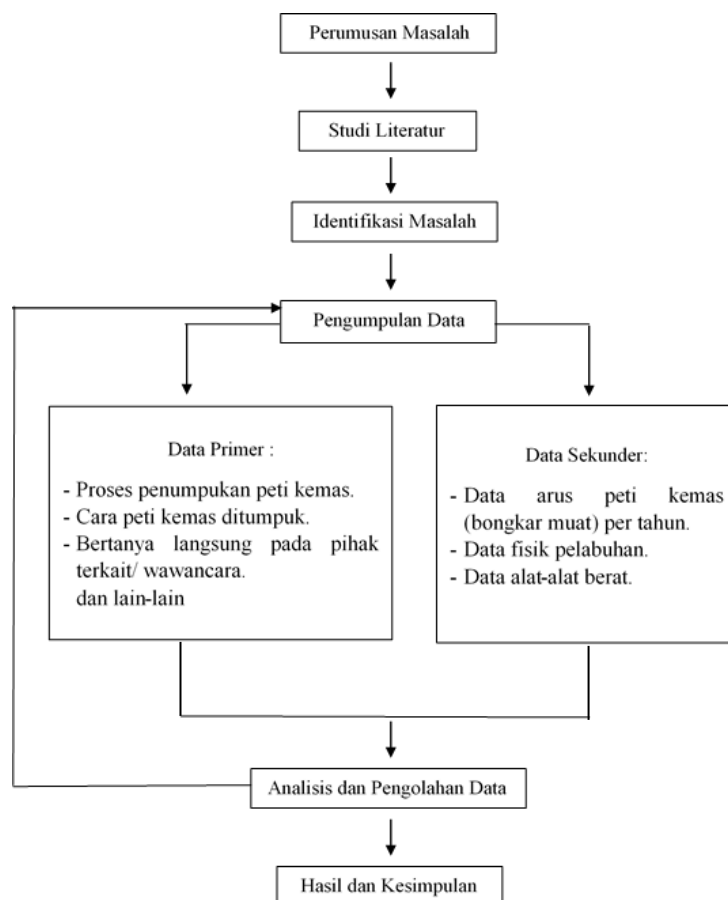 Perumusan Masalah
Studi Literatur
Identifikasi Masalah
Pengumpulan Data
Data Primer :
- Proses penumpukan peti kemas.
- Cara peti kemas ditumpuk.
- Bertanya langsung pada pihak
terkait/ wawancara.
dan lain-lain
Data Sekunder:
- Data arus peti kemas
(bongkar muat) per tahun.
- Data fisik pelabuhan.
- Data alat-alat berat.
Analisis dan Pengolahan Data
Hasil dan Kesimpulan